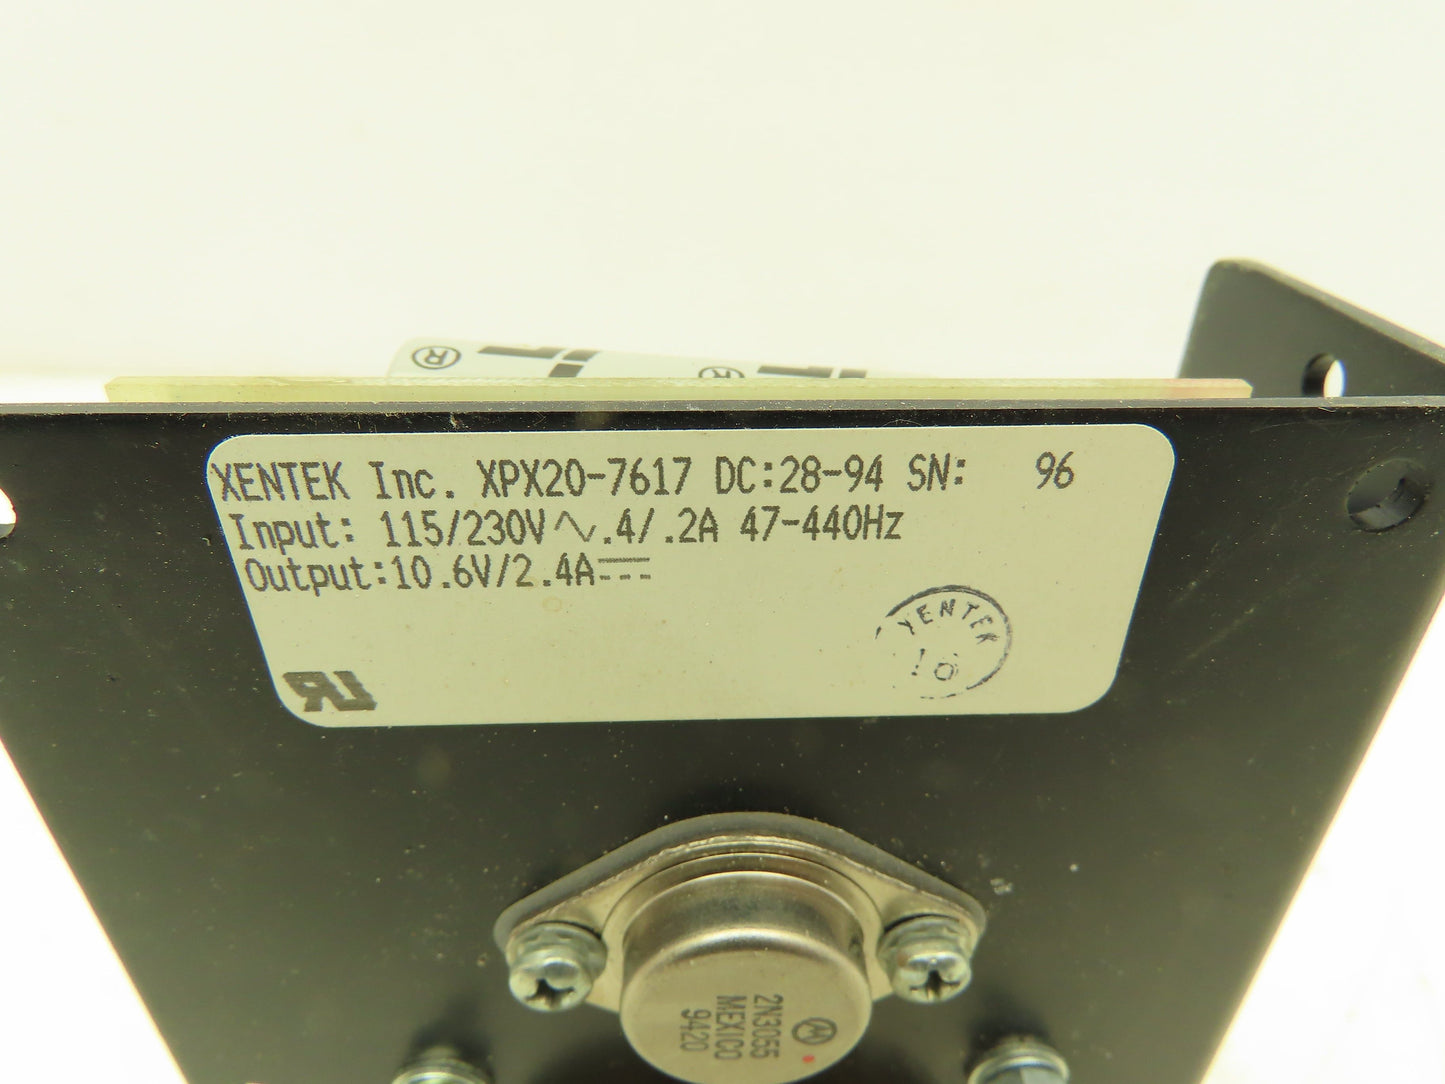 ®
®
XENTEK Inc. XPX20-7617 DC:28-94 SN: 96
Input: 115/230V∿.4/.2A 47-440Hz
Output:10.6V/2.4A⎓
XENTEK
2N3055
MEXICO
9420